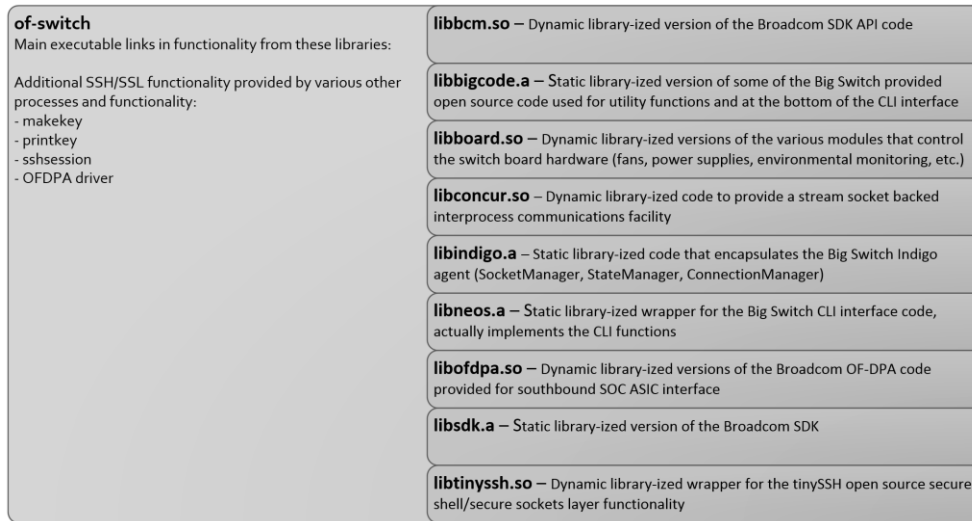 of-switch
Main executable links in functionality from these libraries:
Additional SSH/SSL functionality provided by various other
processes and functionality:
- makekey
- printkey
- sshsession
- OFDPA driver
libbcm.so – Dynamic library-ized version of the Broadcom SDK API code
libbigcode.a – Static library-ized version of some of the Big Switch provided
open source code used for utility functions and at the bottom of the CLI interface
libboard.so – Dynamic library-ized versions of the various modules that control
the switch board hardware (fans, power supplies, environmental monitoring, etc.)
libconcur.so – Dynamic library-ized code to provide a stream socket backed
interprocess communications facility
libindigo.a – Static library-ized code that encapsulates the Big Switch Indigo
agent (SocketManager, StateManager, ConnectionManager)
libneos.a – Static library-ized wrapper for the Big Switch CLI interface code,
actually implements the CLI functions
libofdpa.so – Dynamic library-ized versions of the Broadcom OF-DPA code
provided for southbound SOC ASIC interface
libsdk.a – Static library-ized version of the Broadcom SDK
libtinyssh.so – Dynamic library-ized wrapper for the tinySSH open source secure
shell/secure sockets layer functionality